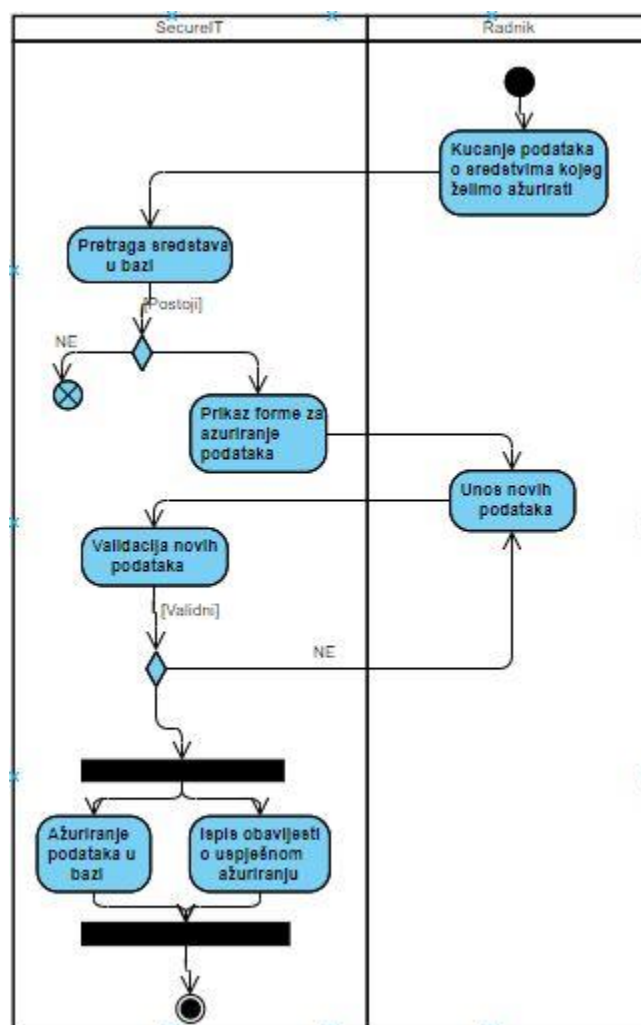 SecureIT
Radnik
Kucanje podataka
o sredstvima kojeg
želimo ažurirati
Pretraga sredstava
u bazi
[Postoji]
NE
Prikaz forme za
azuriranje
podataka
Unos novih
podataka
Validacija novih
podataka
[Validni]
NE
Ažuriranje
podataka u
bazi
Ispis obavijesti
o uspješnom
ažuriranju